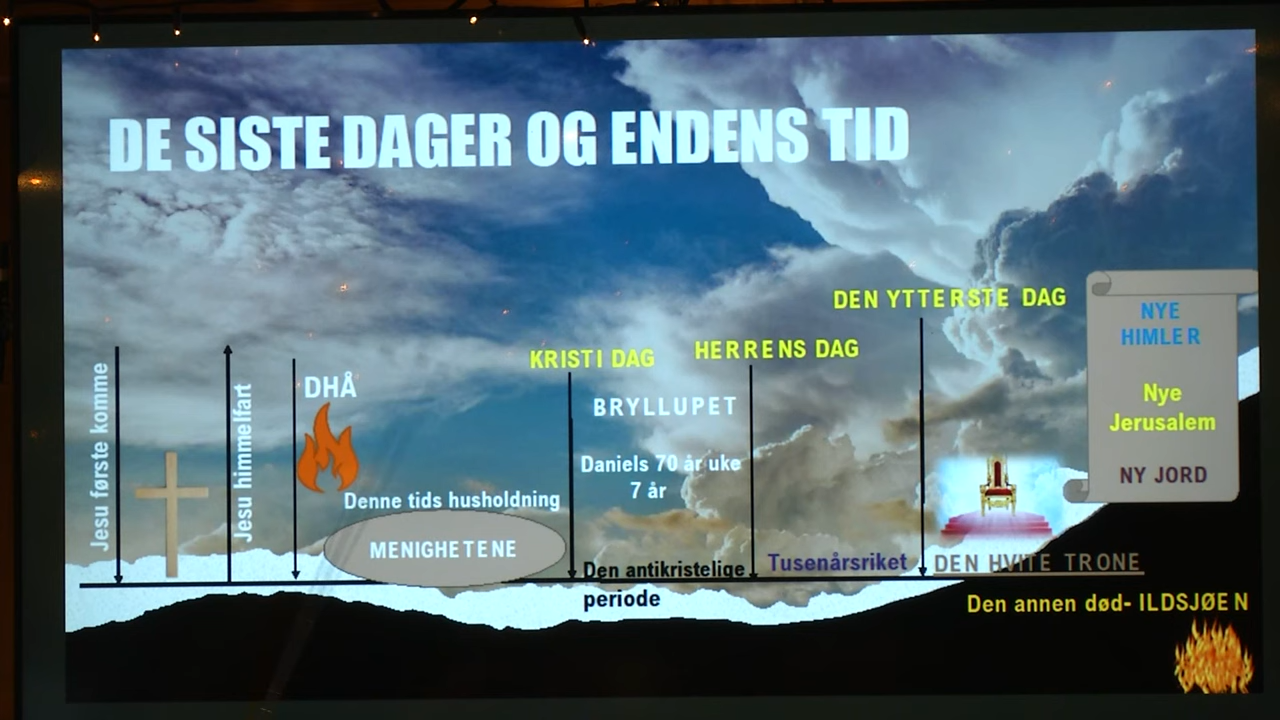 DE SISTE DAGER OG ENDENS TID
Jesu første komme
Jesu himmelfart
DHÅ
Denne tids husholdning
MENIGHETENE
KRISTI DAG
BRYLLUPET
Daniels 70 år uke
7 år
Den antikristelige
periode
HERRENS DAG
Tusenårsriket
DEN YTTERSTE DAG
DEN HVITE TRONE
Den annen død- ILDSJØEN
NYE
HIMLER
Nye
Jerusalem
NY JORD